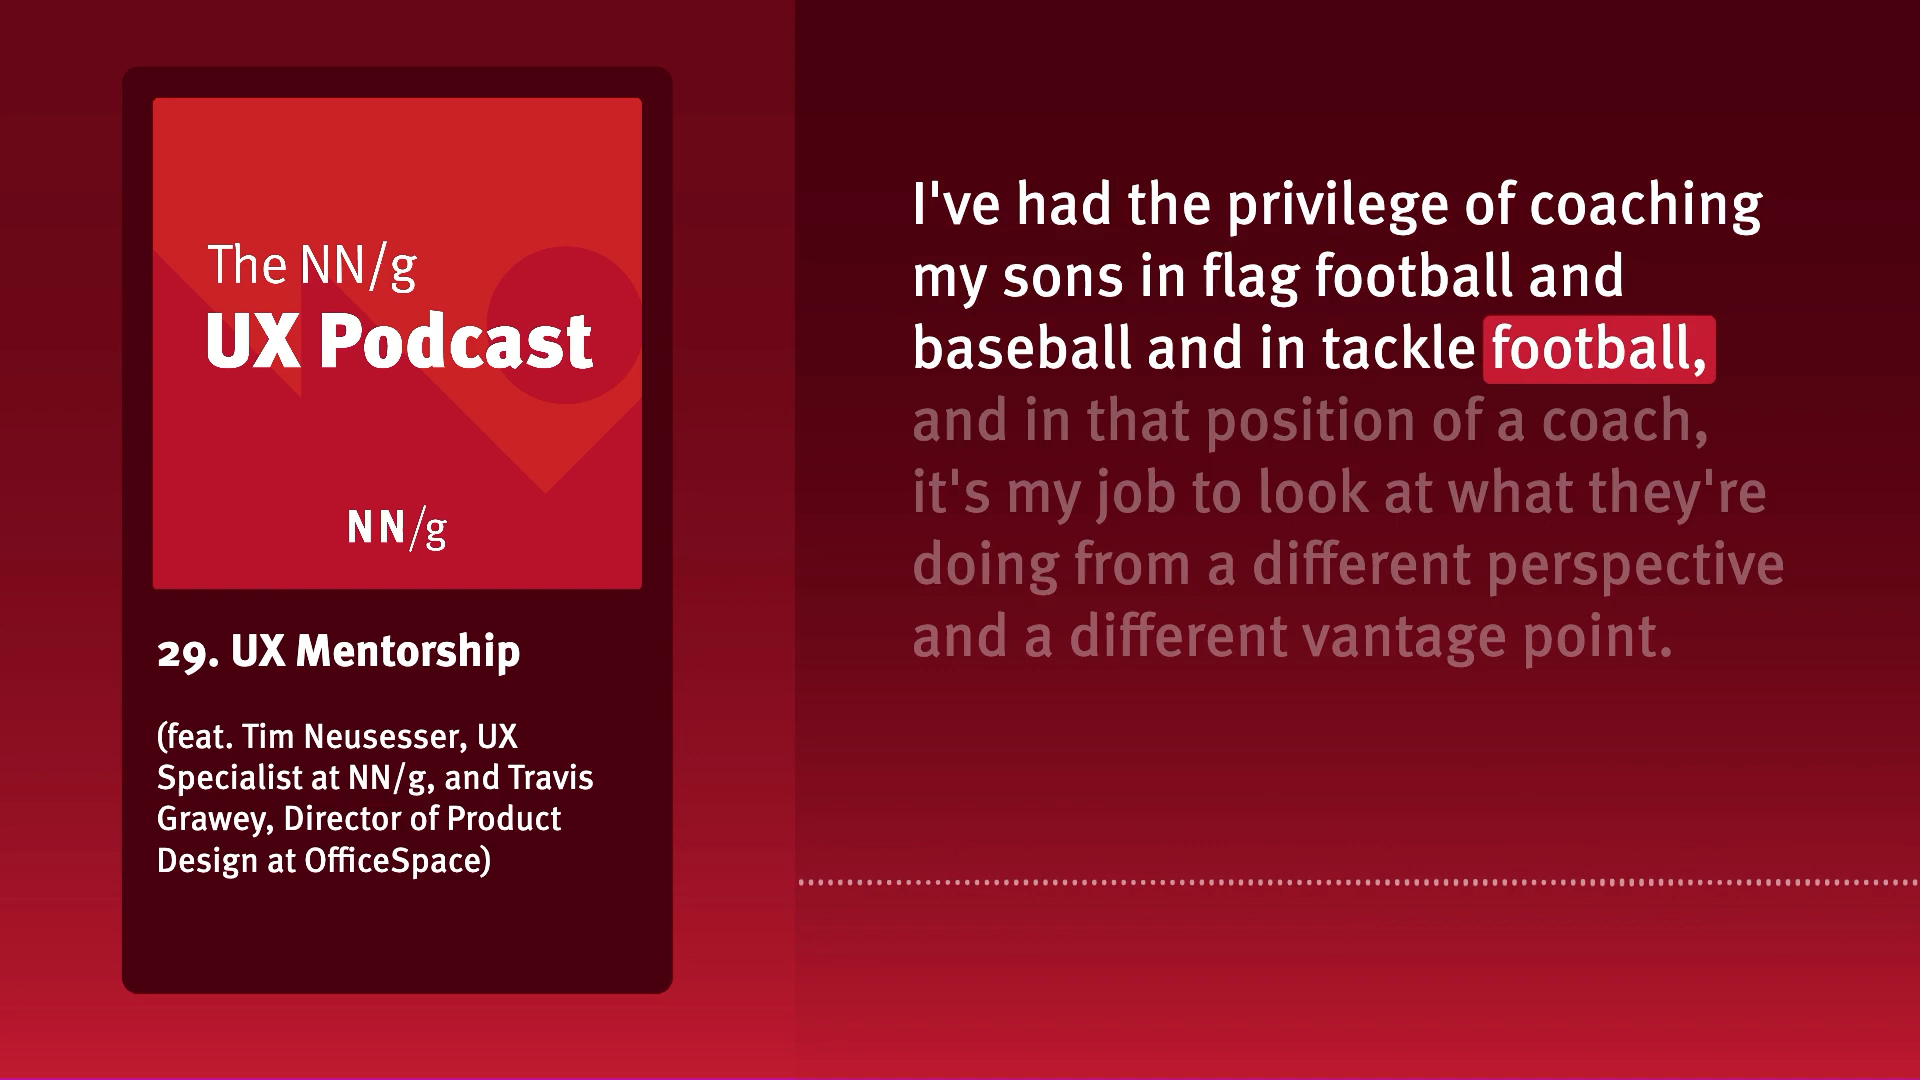 The NN/g
UX Podcast
NN/g
29. UX Mentorship
(feat. Tim Neusesser, UX
Specialist at NN/g, and Travis
Grawey, Director of Product
Design at OfficeSpace)
I've had the privilege of coaching
my sons in flag football and
baseball and in tackle football,
and in that position of a coach,
it's my job to look at what they're
doing from a different perspective
and a different vantage point.